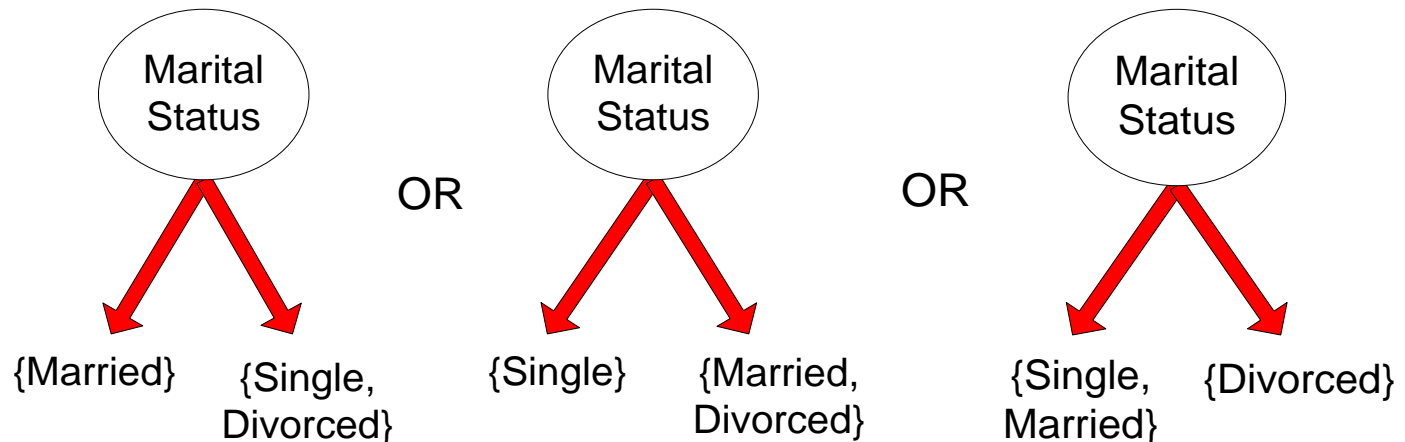 Marital
Status
OR
Marital
Status
OR
Marital
Status
{Married}
{Single,
Divorced}
{Single}
{Married,
Divorced}
{Single,
Married}
{Divorced}